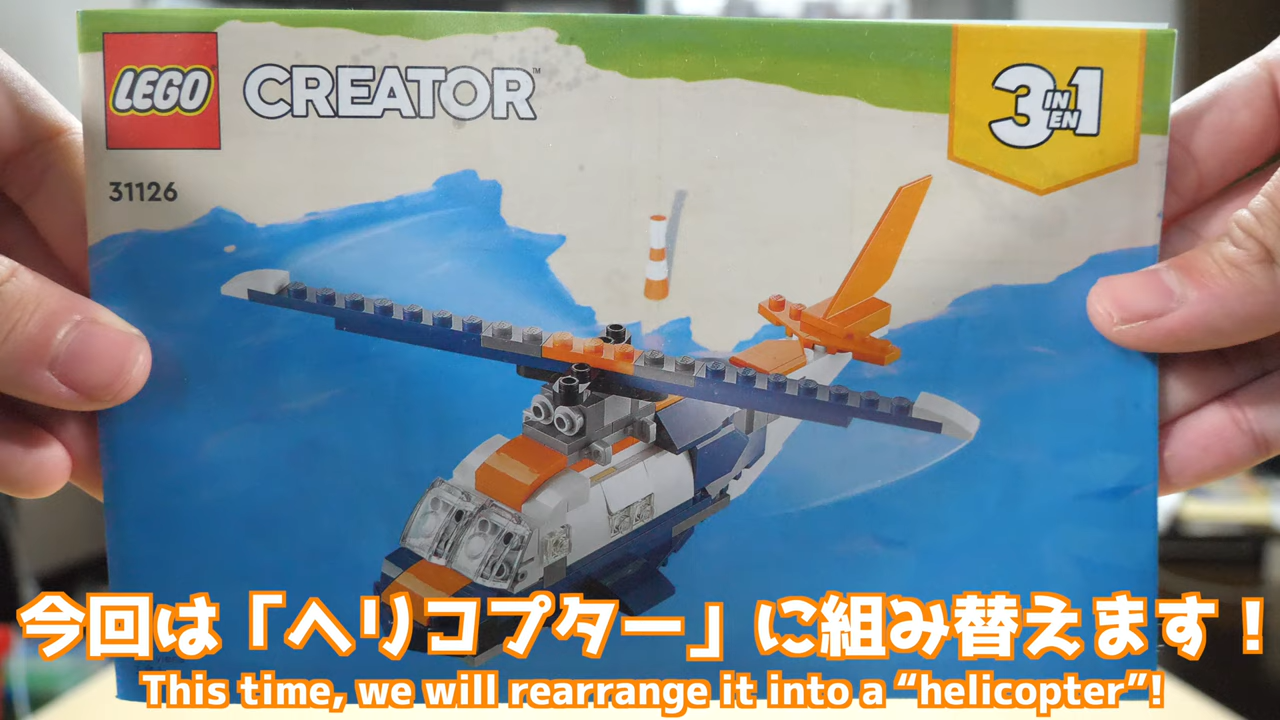 LEGO
CREATOR™
3 IN EN 1
31126
今回は「ヘリコプター」に組み替えます！
This time, we will rearrange it into a “helicopter”!